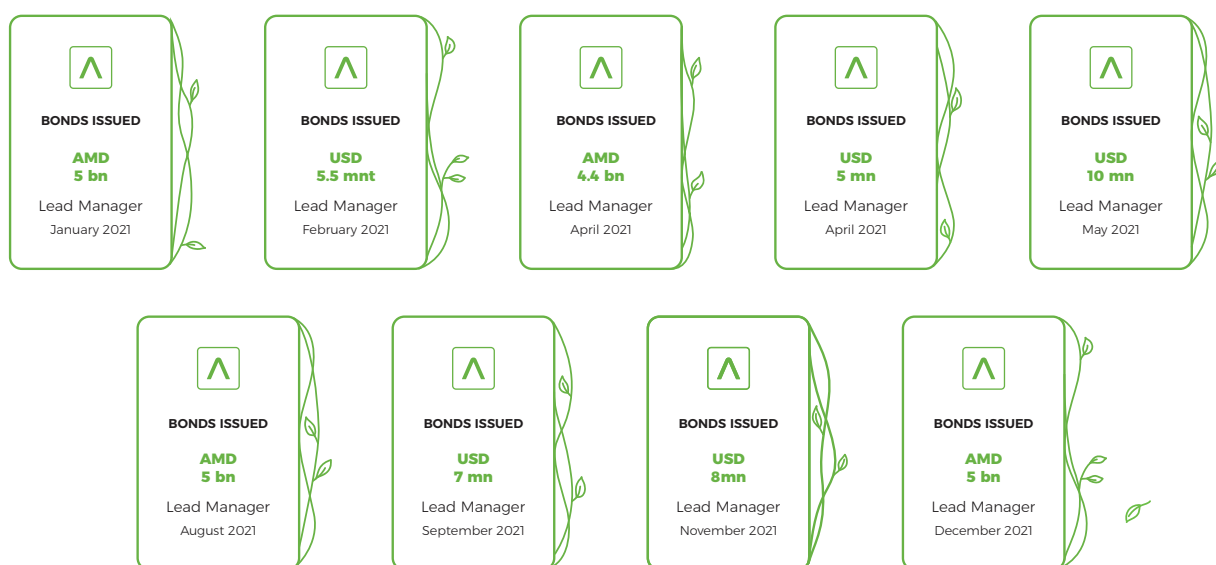 BONDS ISSUED
AMD
5 bn
Lead Manager
January 2021
BONDS ISSUED
USD
5.5 mnt
Lead Manager
February 2021
BONDS ISSUED
AMD
4.4 bn
Lead Manager
April 2021
BONDS ISSUED
USD
5 mn
Lead Manager
April 2021
BONDS ISSUED
USD
10 mn
Lead Manager
May 2021
BONDS ISSUED
AMD
5 bn
Lead Manager
August 2021
BONDS ISSUED
USD
7 mn
Lead Manager
September 2021
BONDS ISSUED
USD
8mn
Lead Manager
November 2021
BONDS ISSUED
AMD
5 bn
Lead Manager
December 2021